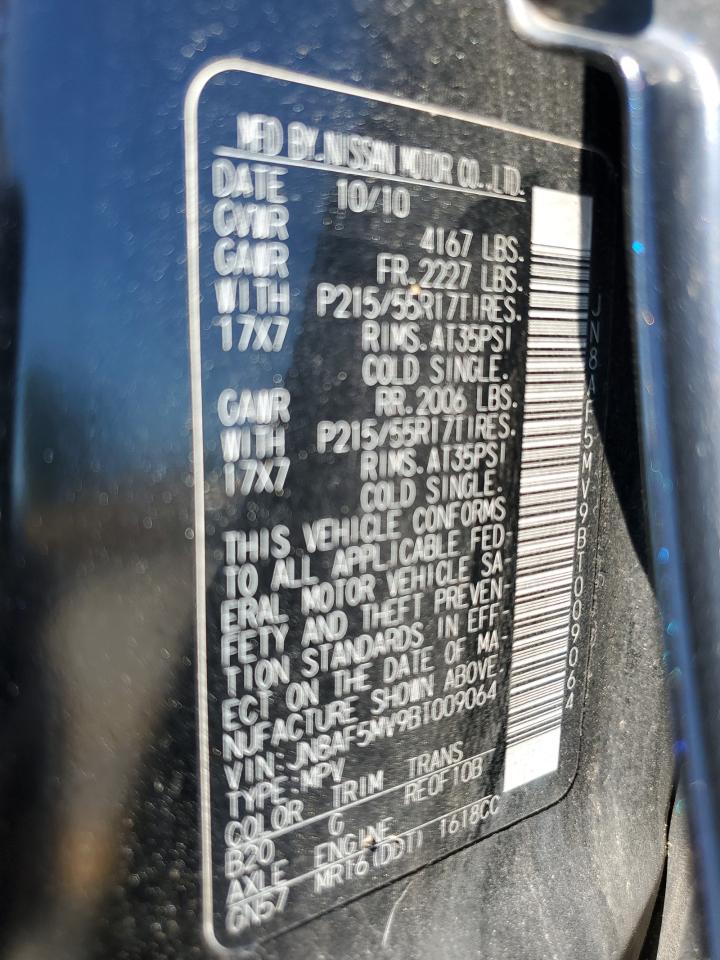 MFD BY.NISSAN MOTOR CO.,LTD.
DATE 10/10
GVWR 4167 LBS.
GAWR FR.2227 LBS.
WITH P215/55R17TIRES.
17X7 RIMS.AT35PSI
COLD SINGLE.
GAWR RR.2006 LBS.
WITH P215/55R17TIRES.
17X7 RIMS.AT35PSI
COLD SINGLE.
THIS VEHICLE CONFORMS
TO ALL APPLICABLE FED-
ERAL MOTOR VEHICLE SA-
FETY AND THEFT PREVEN-
TION STANDARDS IN EFF-
ECT ON THE DATE OF MA-
NUFACTURE SHOWN ABOVE.
VIN:JN8AF5MV9BT009064
TYPE:MPV
COLOR TRIM TRANS
B20 G RE0F10B
AXLE ENGINE
GN57 MR16(DDT) 1618CC
JN8AF5MV9BT009064